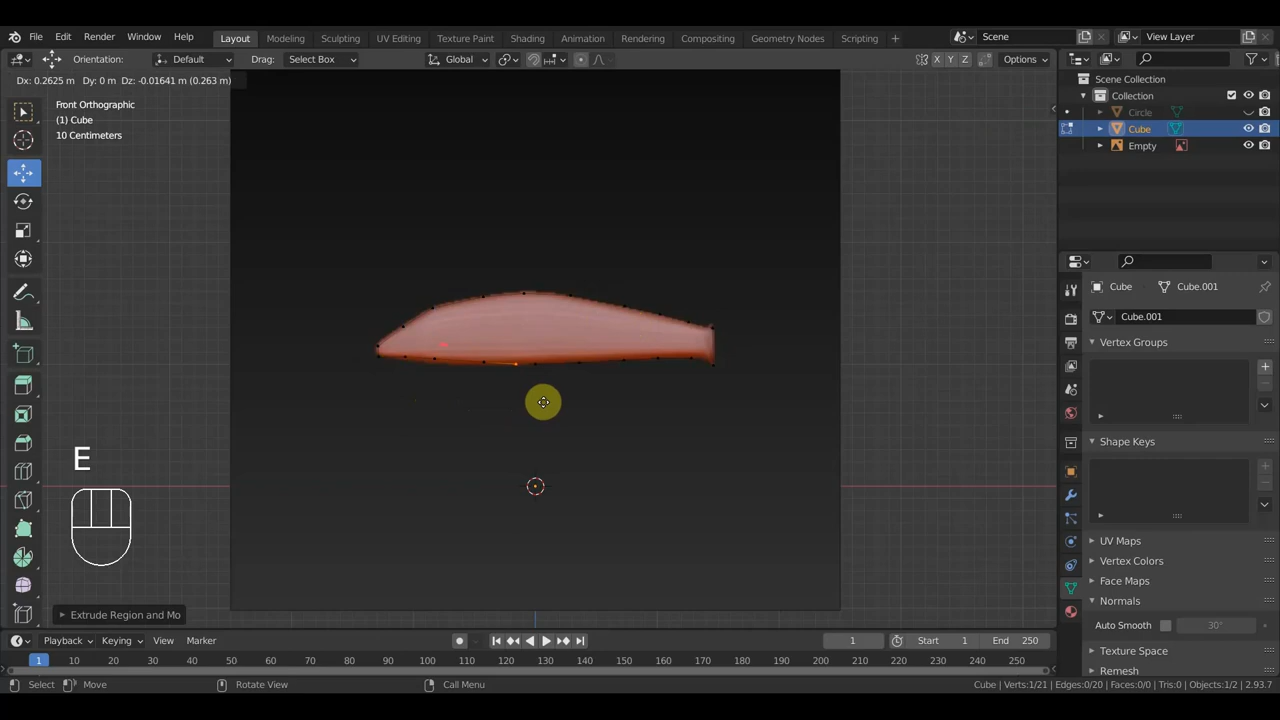 File Edit Render Window Help Layout Modeling Sculpting UV Editing Texture Paint Shading Animation Rendering Compositing Geometry Nodes Scripting + Scene View Layer
Orientation: Default Drag: Select Box Global X Y Z Options
Dx: 0.2625 m Dy: 0 m Dz: -0.01641 m (0.263 m)
Scene Collection
Collection
Circle
Cube
Empty
Front Orthographic
(1) Cube
10 Centimeters
Cube Cube.001
Cube.001
Vertex Groups
Shape Keys
UV Maps
Vertex Colors
Face Maps
Normals
Auto Smooth 30°
Texture Space
Remesh
E
Extrude Region and Mo
Playback Keying View Marker 1 Start 1 End 250
1 10 20 30 40 50 60 70 80 90 100 110 120 130 140 150 160 170 180 190 200 210 220 230 240 250
Select Move Rotate View Call Menu Cube | Verts:1/21 | Edges:0/20 | Faces:0/0 | Tris:0 | Objects:1/2 | 2.93.7